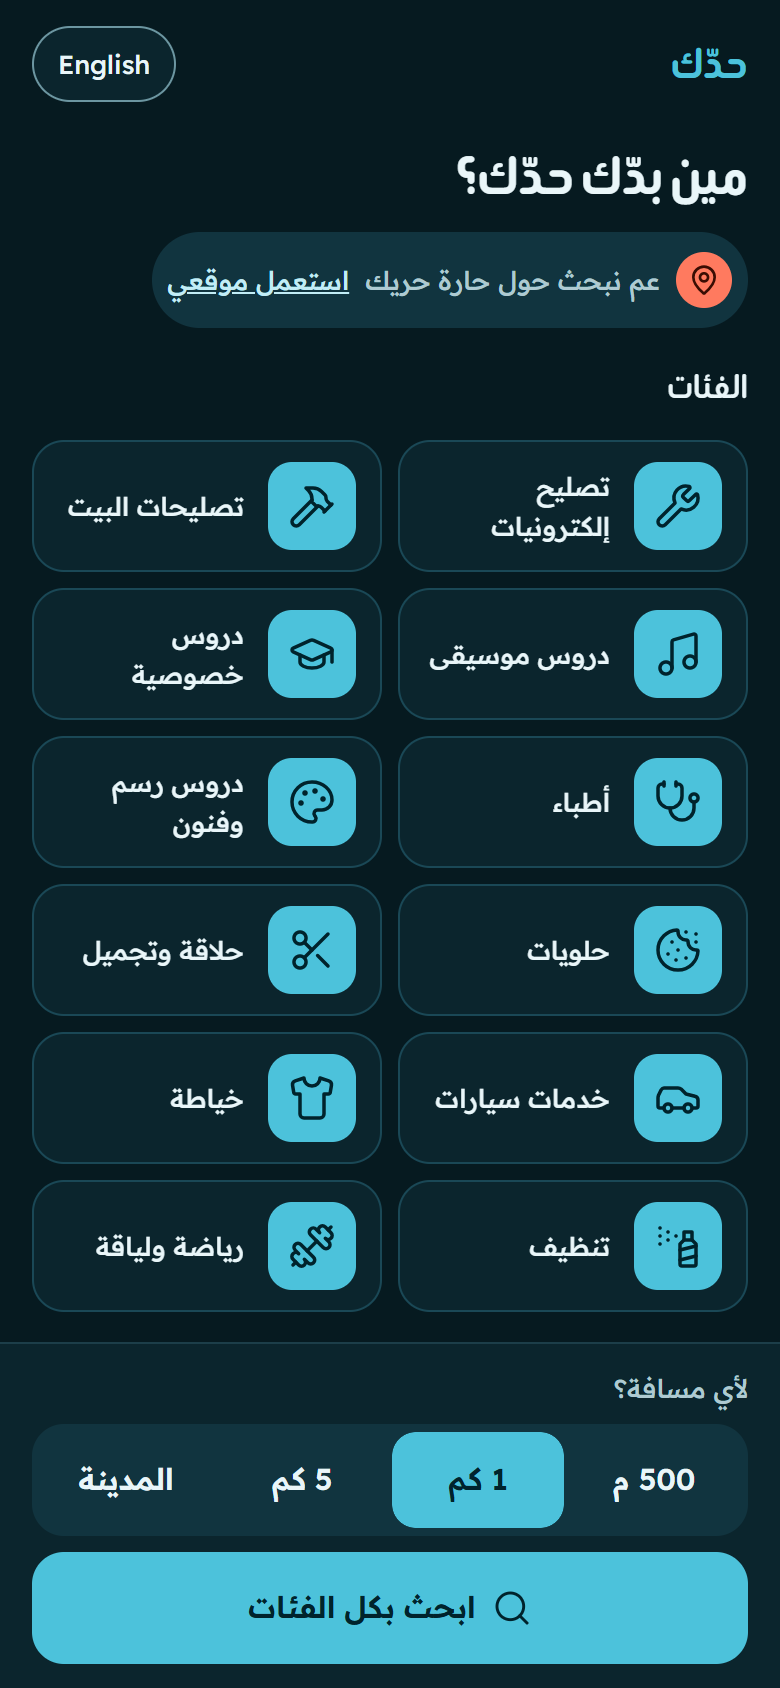 حدّك
English
مين بدّك حدّك؟
عم نبحث حول حارة حريك استعمل موقعي
الفئات
تصليح
إلكترونيات
تصليحات البيت
دروس موسيقى
دروس
خصوصية
أطباء
دروس رسم
وفنون
حلويات
حلاقة وتجميل
خدمات سيارات
خياطة
تنظيف
رياضة ولياقة
لأي مسافة؟
500 م
1 كم
5 كم
المدينة
ابحث بكل الفئات